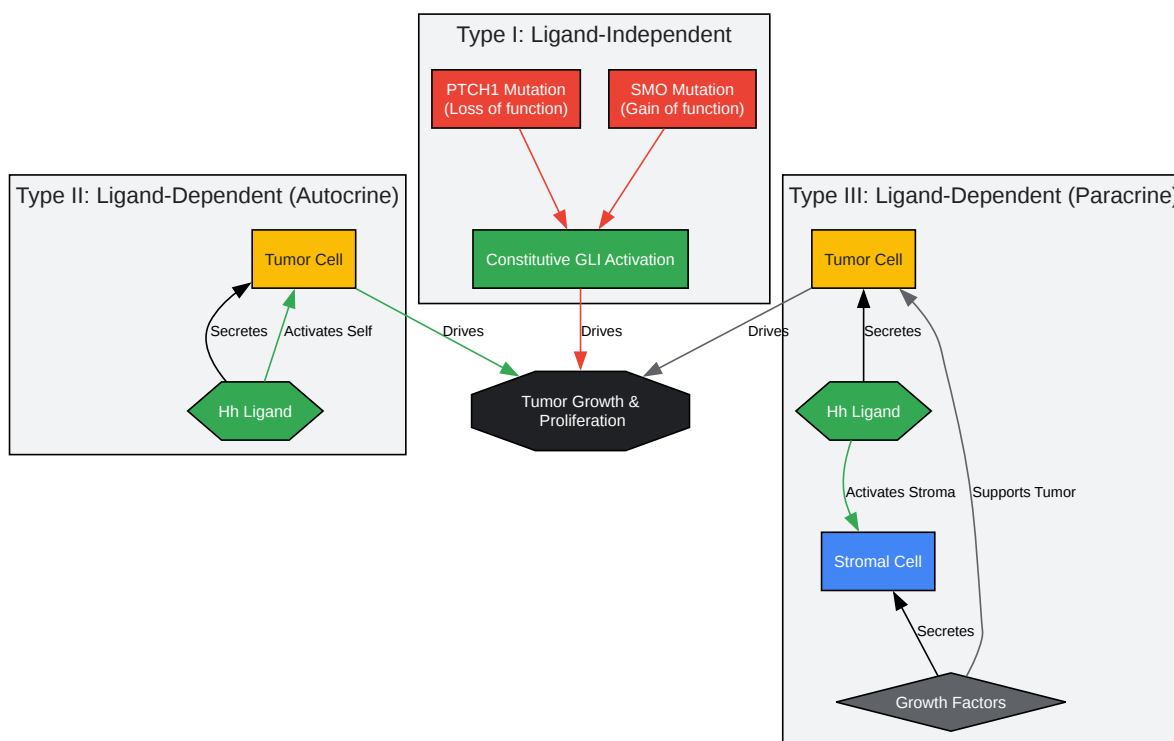 Type I: Ligand-Independent
PTCH1 Mutation
(Loss of function)
SMO Mutation
(Gain of function)
Constitutive GLI Activation
Type II: Ligand-Dependent (Autocrine)
Tumor Cell
Secretes
Activates Self
Hh Ligand
Drives
Drives
Drives
Tumor Growth &
Proliferation
Type III: Ligand-Dependent (Paracrine)
Tumor Cell
Secretes
Hh Ligand
Activates Stroma
Supports Tumor
Stromal Cell
Secretes
Growth Factors